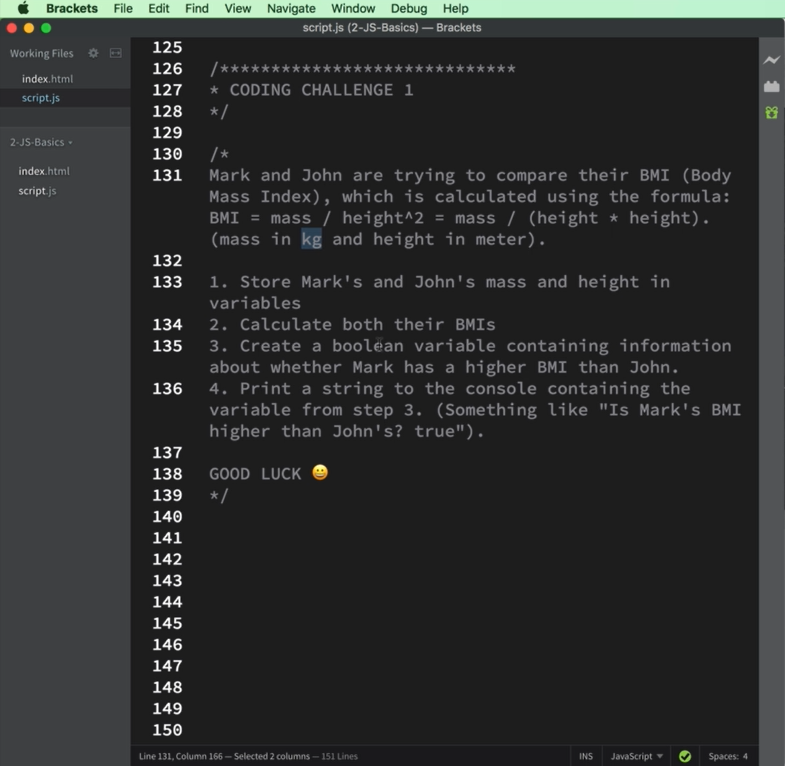 Brackets File Edit Find View Navigate Window Debug Help
script.js (2-JS-Basics) — Brackets
Working Files
index.html
script.js
2-JS-Basics
index.html
script.js
125
126 /*****************************
127 * CODING CHALLENGE 1
128 */
129
130 /*
131 Mark and John are trying to compare their BMI (Body
Mass Index), which is calculated using the formula:
BMI = mass / height^2 = mass / (height * height).
(mass in kg and height in meter).
132
133 1. Store Mark's and John's mass and height in
variables
134 2. Calculate both their BMIs
135 3. Create a boolean variable containing information
about whether Mark has a higher BMI than John.
136 4. Print a string to the console containing the
variable from step 3. (Something like "Is Mark's BMI
higher than John's? true").
137
138 GOOD LUCK 😀
139 */
140
141
142
143
144
145
146
147
148
149
150
Line 131, Column 166 — Selected 2 columns — 151 Lines INS JavaScript Spaces: 4